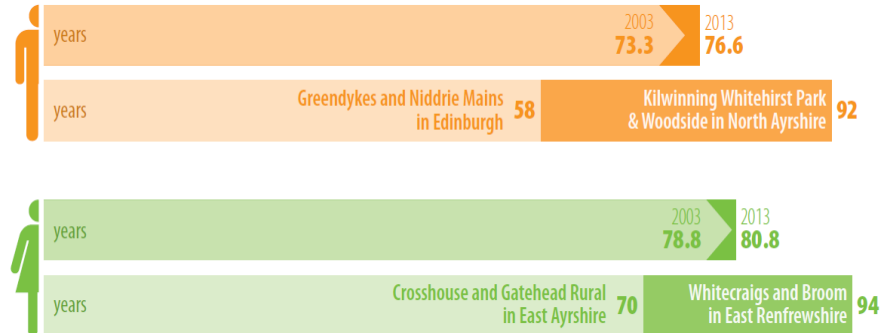 years
2003
73.3
2013
76.6
years
Greendykes and Niddrie Mains
in Edinburgh
58
Kilwinning Whitehirst Park
& Woodside in North Ayrshire
92
years
2003
78.8
2013
80.8
years
Crosshouse and Gatehead Rural
in East Ayrshire
70
Whitecraigs and Broom
in East Renfrewshire
94